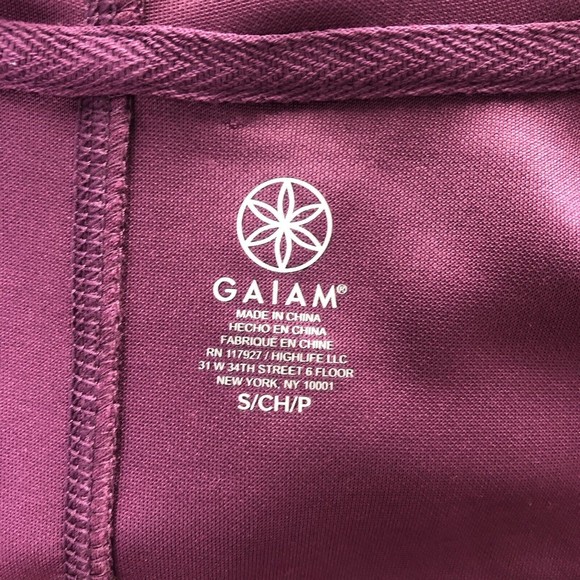 GAIAM®
MADE IN CHINA
HECHO EN CHINA
FABRIQUÉ EN CHINE
RN 117927 / HIGHLIFE LLC
31 W 34TH STREET 6 FLOOR
NEW YORK, NY 10001
S/CH/P